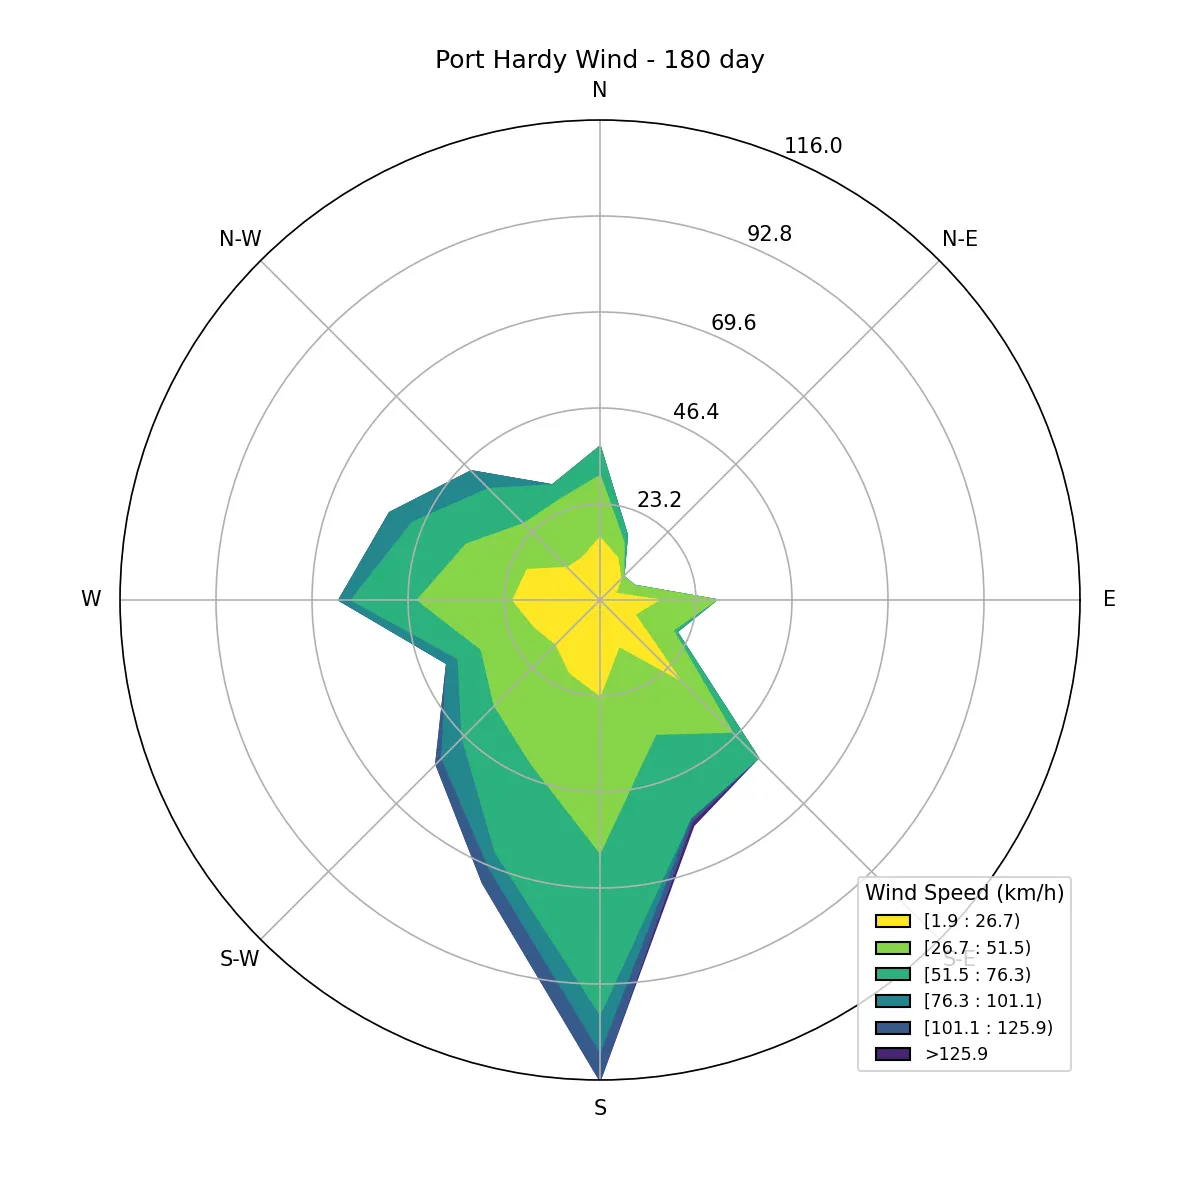 Port Hardy Wind - 180 day
N
116.0
N-W
92.8
N-E
69.6
46.4
23.2
W
E
S-W
S-E
S
Wind Speed (km/h)
[1.9 : 26.7)
[26.7 : 51.5)
[51.5 : 76.3)
[76.3 : 101.1)
[101.1 : 125.9)
>125.9